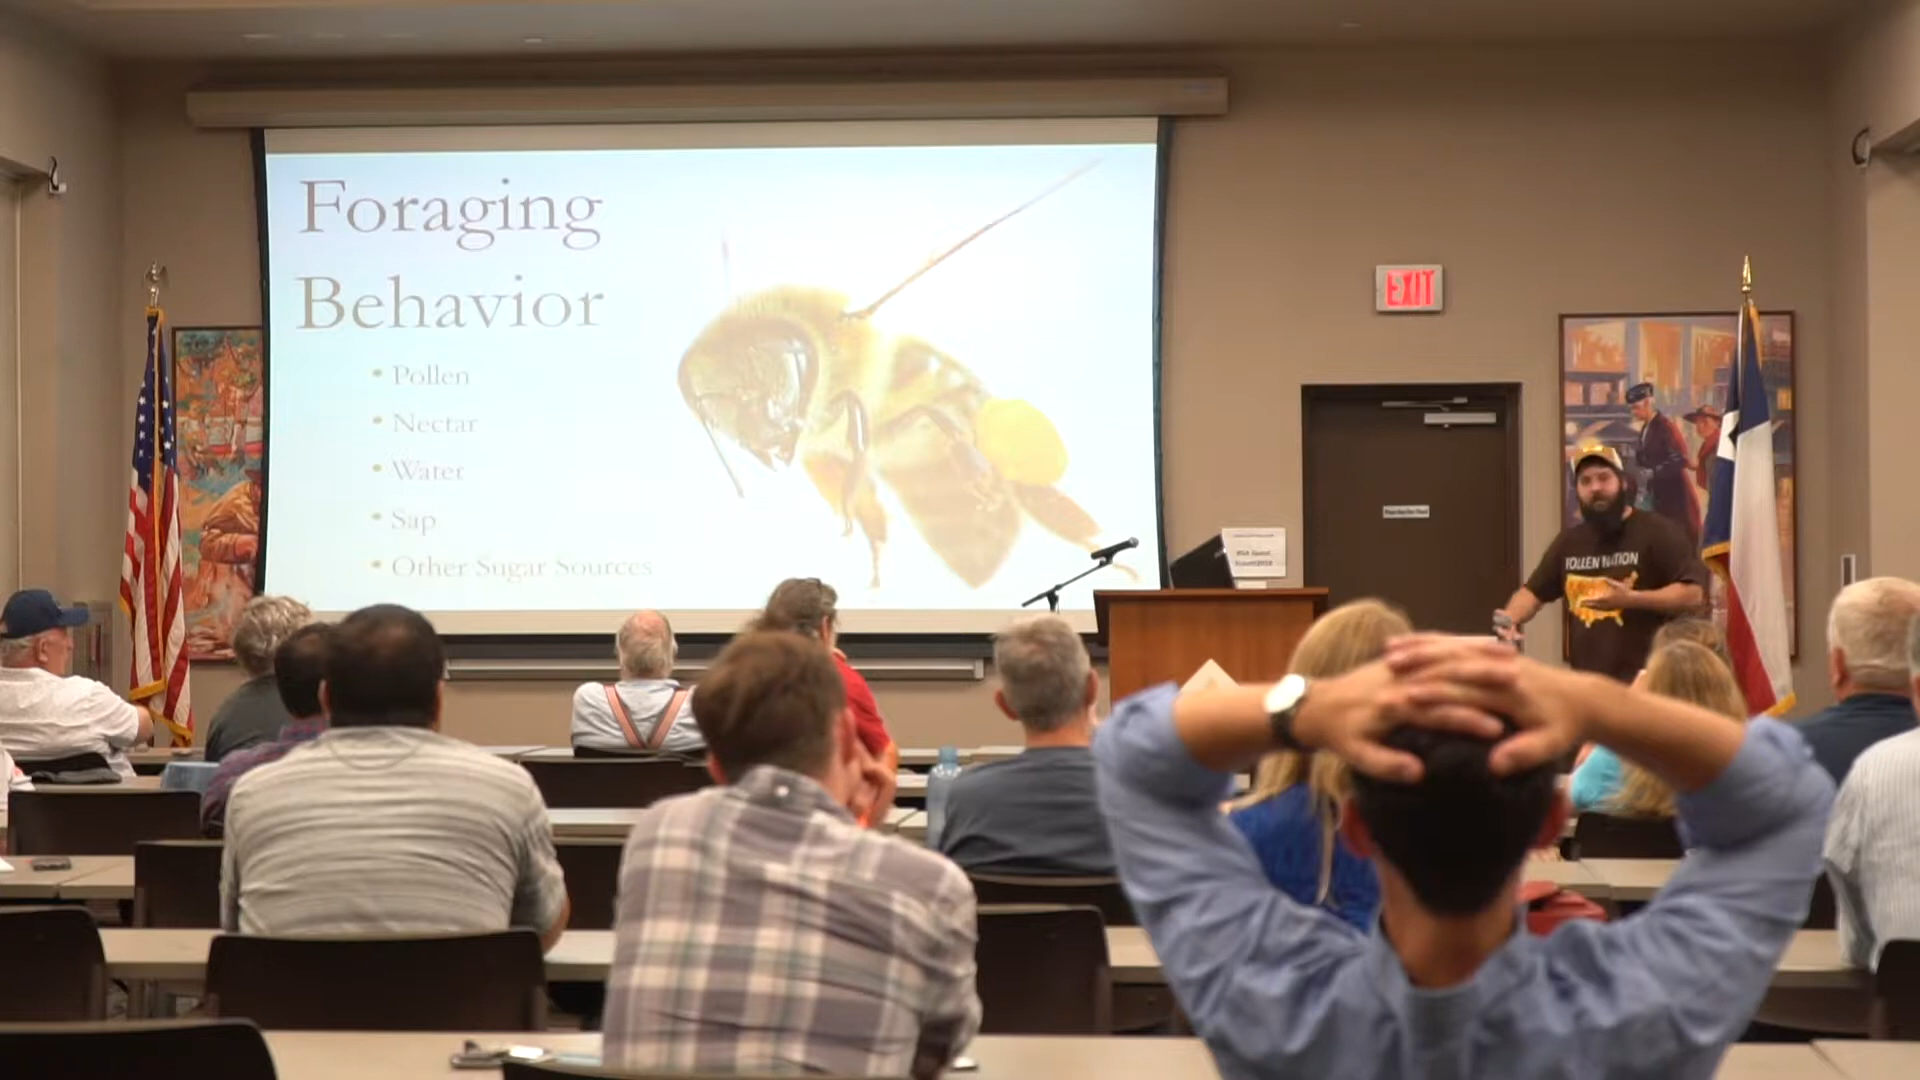 Foraging
Behavior
• Pollen
• Nectar
• Water
• Sap
• Other Sugar Sources
EXIT
POLLEN NATION